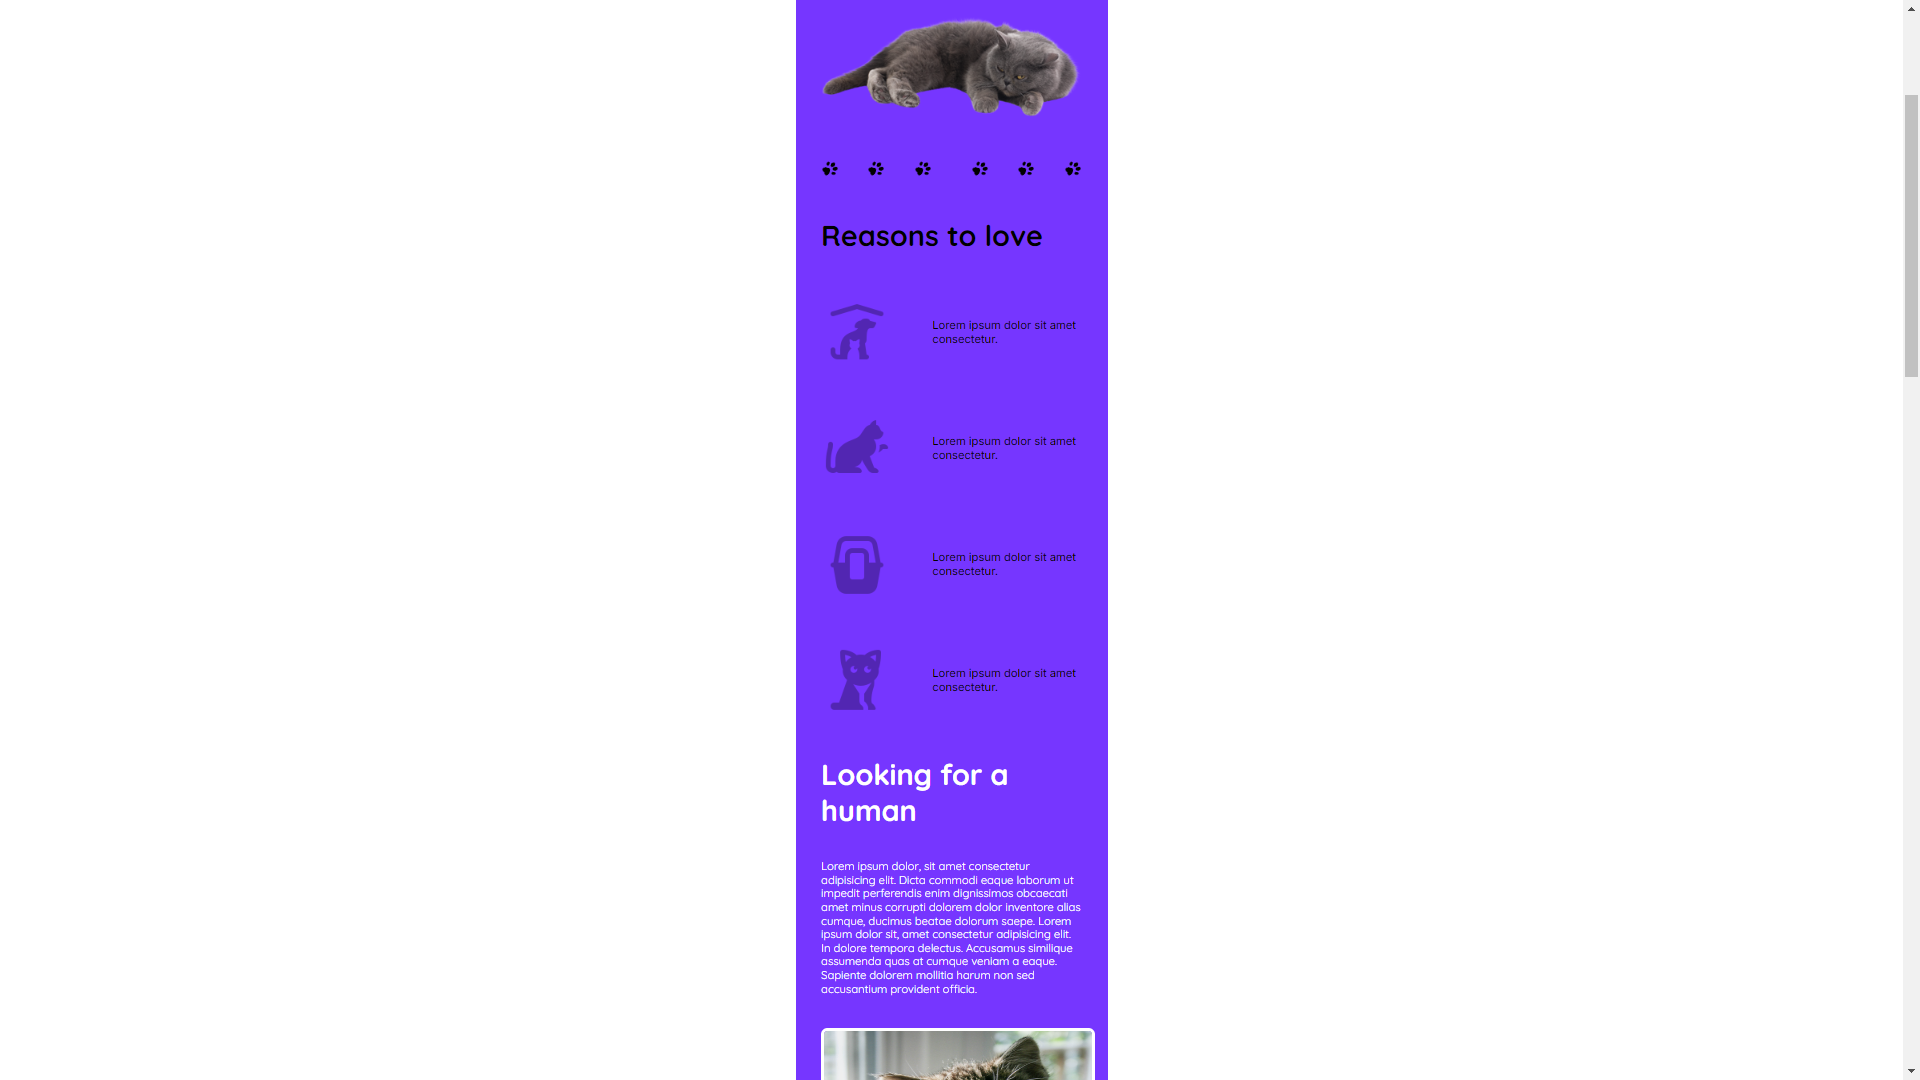 Reasons to love
Lorem ipsum dolor sit amet
consectetur.
Lorem ipsum dolor sit amet
consectetur.
Lorem ipsum dolor sit amet
consectetur.
Lorem ipsum dolor sit amet
consectetur.
Looking for a
human
Lorem ipsum dolor, sit amet consectetur
adipisicing elit. Dicta commodi eaque laborum ut
impedit perferendis enim dignissimos obcaecati
amet minus corrupti dolorem dolor inventore alias
cumque, ducimus beatae dolorum saepe. Lorem
ipsum dolor sit, amet consectetur adipisicing elit.
In dolore tempora delectus. Accusamus similique
assumenda quas at cumque veniam a eaque.
Sapiente dolorem mollitia harum non sed
accusantium provident officia.